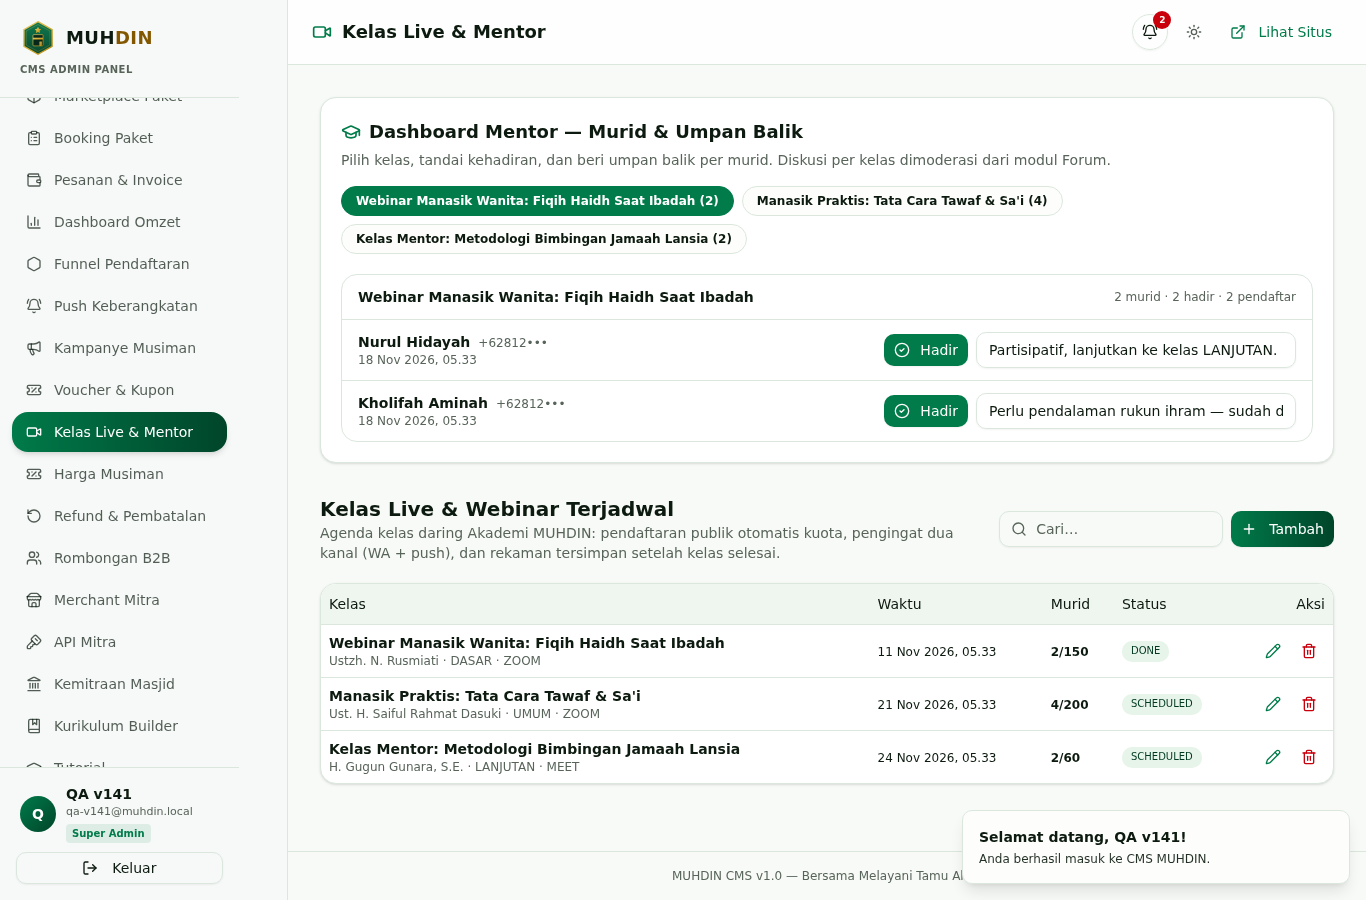 MUHDIN
CMS ADMIN PANEL
Marketplace Paket
Booking Paket
Pesanan & Invoice
Dashboard Omzet
Funnel Pendaftaran
Push Keberangkatan
Kampanye Musiman
Voucher & Kupon
Kelas Live & Mentor
Harga Musiman
Refund & Pembatalan
Rombongan B2B
Merchant Mitra
API Mitra
Kemitraan Masjid
Kurikulum Builder
Tutorial
Q
QA v141
qa-v141@muhdin.local
Super Admin
Keluar
Kelas Live & Mentor
2
Lihat Situs
Dashboard Mentor — Murid & Umpan Balik
Pilih kelas, tandai kehadiran, dan beri umpan balik per murid. Diskusi per kelas dimoderasi dari modul Forum.
Webinar Manasik Wanita: Fiqih Haidh Saat Ibadah (2)
Manasik Praktis: Tata Cara Tawaf & Sa'i (4)
Kelas Mentor: Metodologi Bimbingan Jamaah Lansia (2)
Webinar Manasik Wanita: Fiqih Haidh Saat Ibadah
2 murid · 2 hadir · 2 pendaftar
Nurul Hidayah +62812•••
18 Nov 2026, 05.33
Hadir
Partisipatif, lanjutkan ke kelas LANJUTAN.
Kholifah Aminah +62812•••
18 Nov 2026, 05.33
Hadir
Perlu pendalaman rukun ihram — sudah d
Kelas Live & Webinar Terjadwal
Agenda kelas daring Akademi MUHDIN: pendaftaran publik otomatis kuota, pengingat dua
kanal (WA + push), dan rekaman tersimpan setelah kelas selesai.
Cari...
Tambah
Kelas Waktu Murid Status Aksi
Webinar Manasik Wanita: Fiqih Haidh Saat Ibadah
Ustzh. N. Rusmiati · DASAR · ZOOM
11 Nov 2026, 05.33
2/150
DONE
Manasik Praktis: Tata Cara Tawaf & Sa'i
Ust. H. Saiful Rahmat Dasuki · UMUM · ZOOM
21 Nov 2026, 05.33
4/200
SCHEDULED
Kelas Mentor: Metodologi Bimbingan Jamaah Lansia
H. Gugun Gunara, S.E. · LANJUTAN · MEET
24 Nov 2026, 05.33
2/60
SCHEDULED
MUHDIN CMS v1.0 — Bersama Melayani Tamu
Selamat datang, QA v141!
Anda berhasil masuk ke CMS MUHDIN.